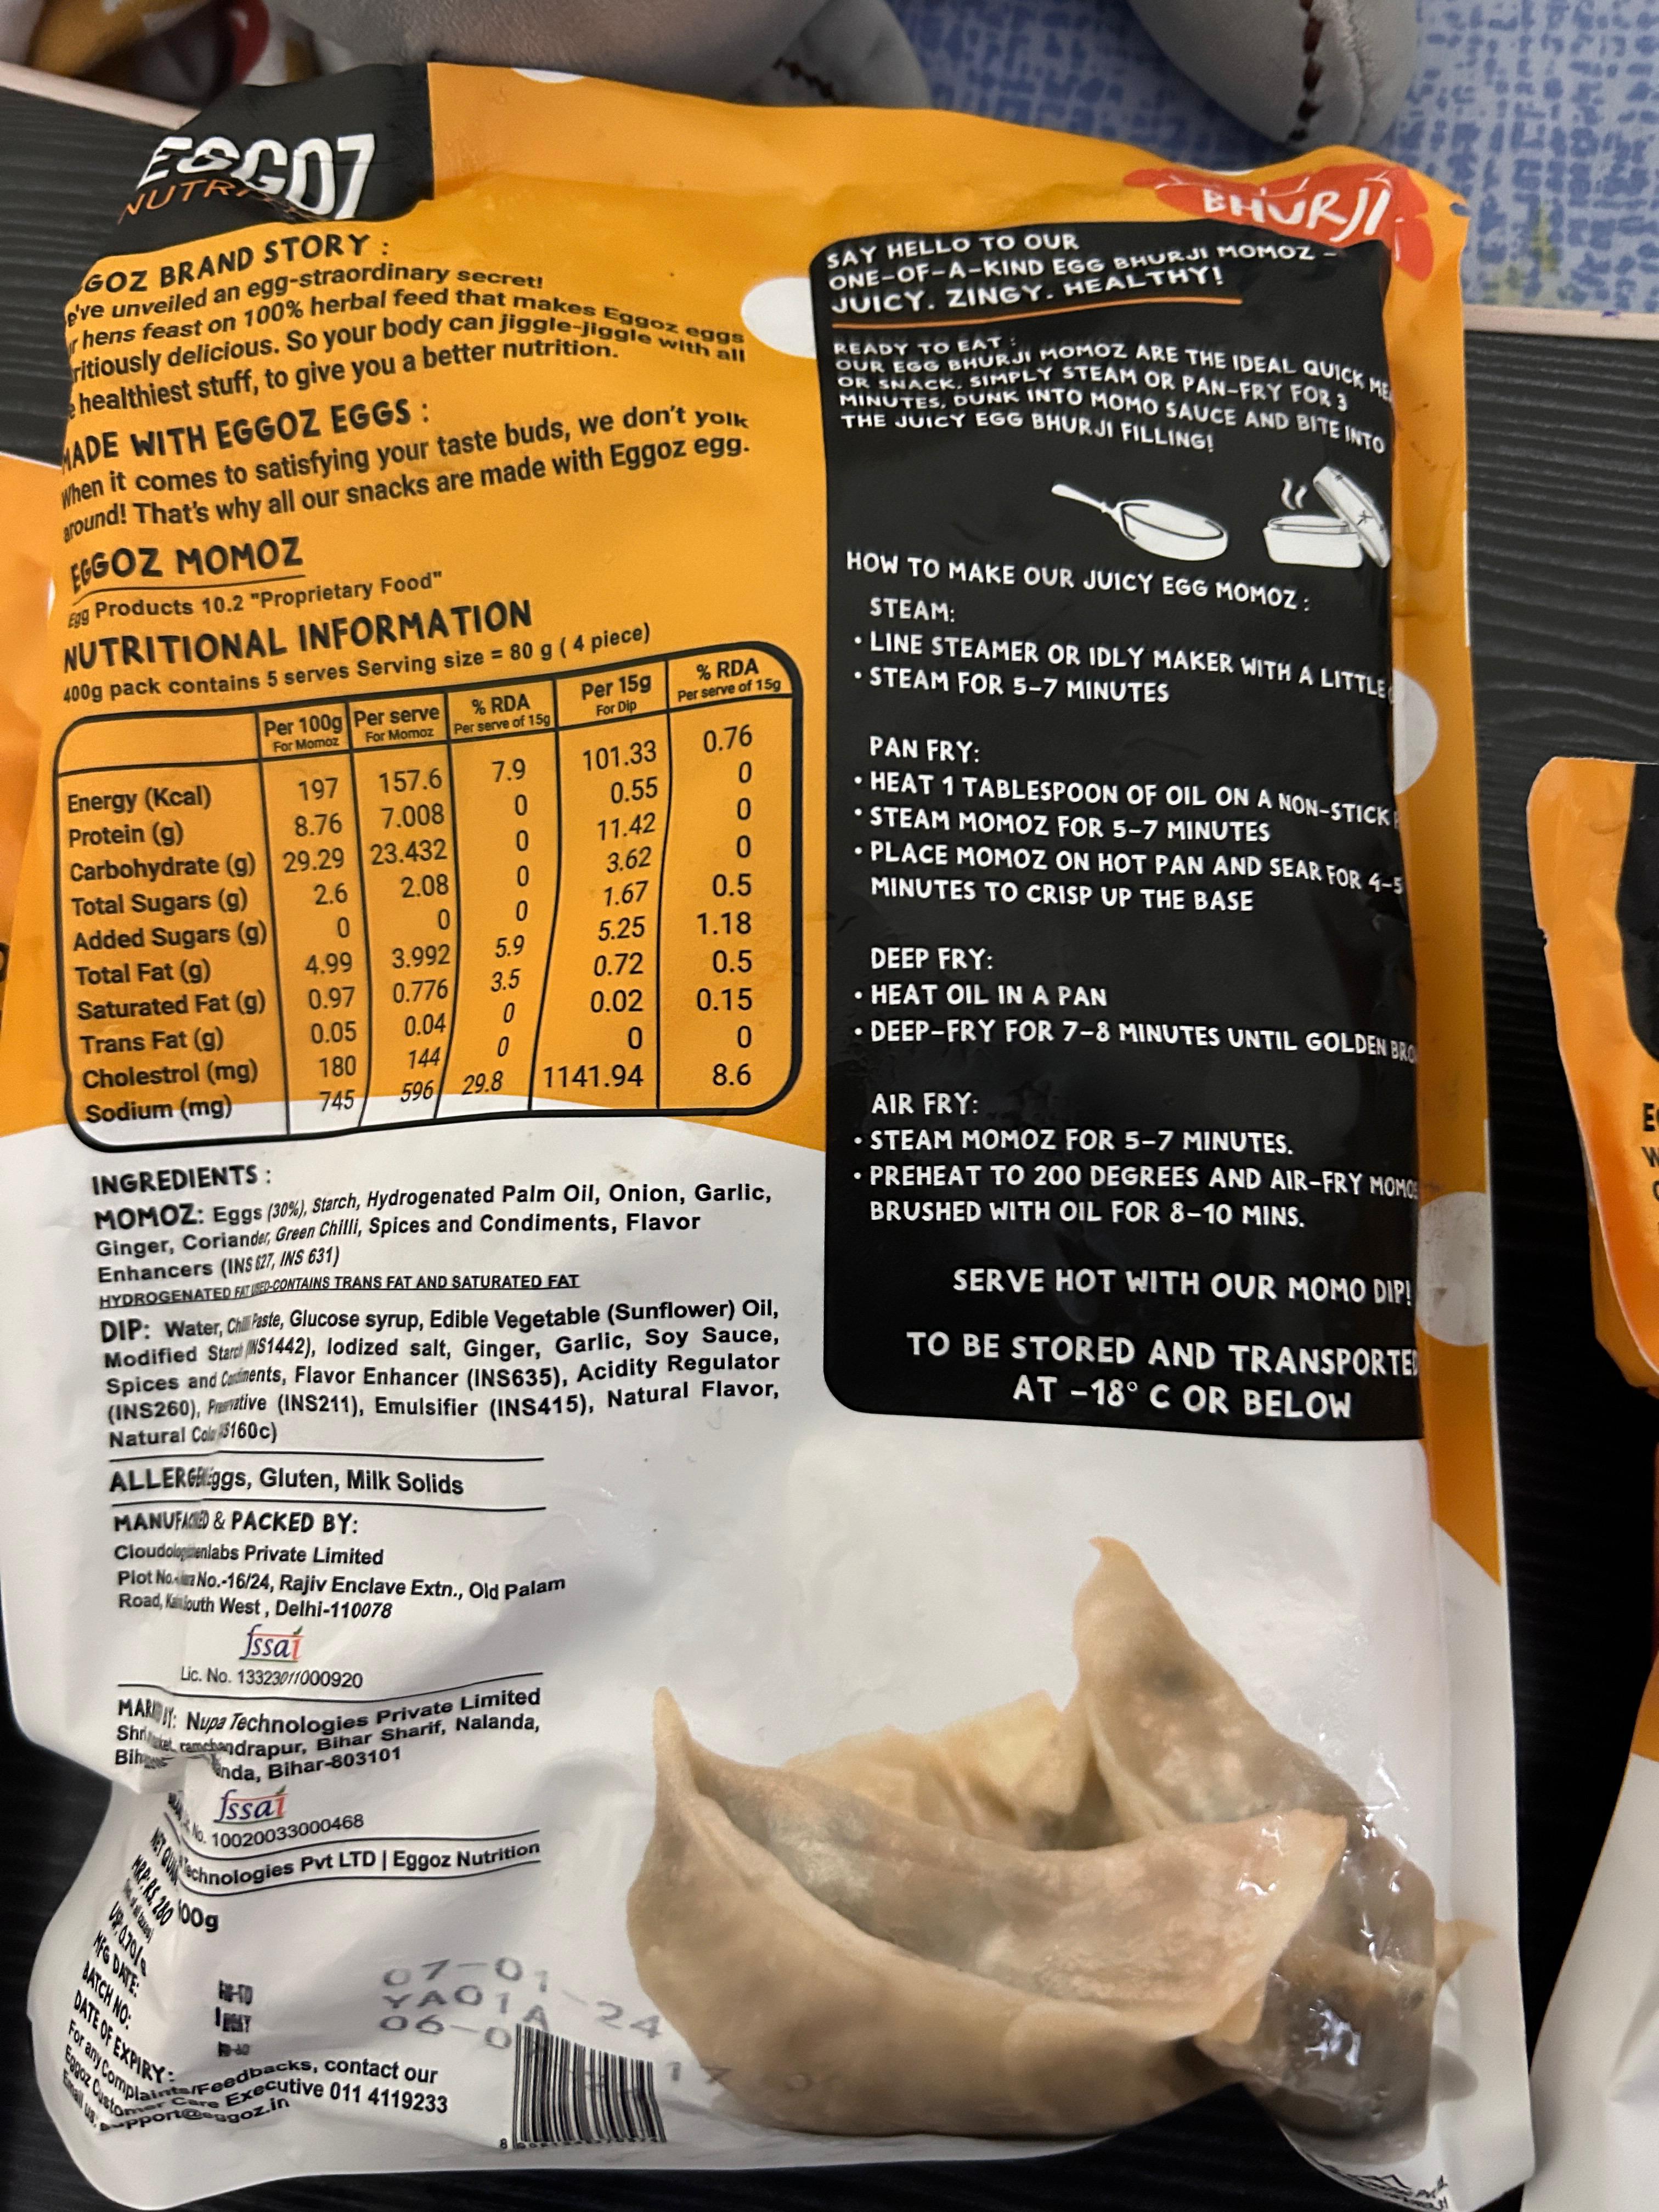 EGGOZ
NUTR
GOZ BRAND STORY :
e've unveiled an egg-straordinary secret!
r hens feast on 100% herbal feed that makes Eggoz eggs
ritiously delicious. So your body can jiggle-jiggle with all
e healthiest stuff, to give you a better nutrition.
MADE WITH EGGOZ EGGS :
When it comes to satisfying your taste buds, we don't yolk
around! That's why all our snacks are made with Eggoz egg.
EGGOZ MOMOZ
Egg Products 10.2 "Proprietary Food"
NUTRITIONAL INFORMATION
400g pack contains 5 serves Serving size = 80 g ( 4 piece)
Per 100g For Momoz Per serve For Momoz % RDA Per serve of 15g Per 15g For Dip % RDA Per serve of 15g
Energy (Kcal) 197 157.6 7.9 101.33 0.76
Protein (g) 8.76 7.008 0 0.55 0
Carbohydrate (g) 29.29 23.432 0 11.42 0
Total Sugars (g) 2.6 2.08 0 3.62 0
Added Sugars (g) 0 0 0 1.67 0.5
Total Fat (g) 4.99 3.992 5.9 5.25 1.18
Saturated Fat (g) 0.97 0.776 3.5 0.72 0.5
Trans Fat (g) 0.05 0.04 0 0.02 0.15
Cholestrol (mg) 180 144 0 0 0
Sodium (mg) 745 596 29.8 1141.94 8.6
INGREDIENTS :
MOMOZ: Eggs (30%), Starch, Hydrogenated Palm Oil, Onion, Garlic,
Ginger, Coriander, Green Chilli, Spices and Condiments, Flavor
Enhancers (INS 627, INS 631)
HYDROGENATED FAT USED-CONTAINS TRANS FAT AND SATURATED FAT
DIP: Water, Chilli Paste, Glucose syrup, Edible Vegetable (Sunflower) Oil,
Modified Starch (INS1442), Iodized salt, Ginger, Garlic, Soy Sauce,
Spices and Condiments, Flavor Enhancer (INS635), Acidity Regulator
(INS260), Preservative (INS211), Emulsifier (INS415), Natural Flavor,
Natural 160c)
Eggs, Gluten, Milk Solids
& PACKED BY:
Private Limited
Plot No.-16/24, Rajiv Enclave Extn., Old Palam
Road, South West , Delhi-110078
fssai
Lic. No. 13323011000920
Nupa Technologies Private Limited
ramchandrapur, Bihar Sharif, Nalanda,
Bihar-803101
fssai
No. 10020033000468
Technologies Pvt LTD | Eggoz Nutrition
00g
MRP: RS. 280
USP: 0.70/g
MFG DATE: 07-01-24
BATCH NO: YA01A
DATE OF EXPIRY: 06-0
For any Complaints/Feedbacks, contact our
Eggoz Customer Care Executive 011 4119233
Email us: support@eggoz.in
BHURJI
SAY HELLO TO OUR
ONE-OF-A-KIND EGG BHURJI MOMOZ -
JUICY. ZINGY. HEALTHY!
READY TO EAT :
OUR EGG BHURJI MOMOZ ARE THE IDEAL QUICK ME
OR SNACK. SIMPLY STEAM OR PAN-FRY FOR 3
MINUTES, DUNK INTO MOMO SAUCE AND BITE INTO
THE JUICY EGG BHURJI FILLING!
HOW TO MAKE OUR JUICY EGG MOMOZ :
STEAM:
• LINE STEAMER OR IDLY MAKER WITH A LITTLE
• STEAM FOR 5-7 MINUTES
PAN FRY:
• HEAT 1 TABLESPOON OF OIL ON A NON-STICK
• STEAM MOMOZ FOR 5-7 MINUTES
• PLACE MOMOZ ON HOT PAN AND SEAR FOR 4-5
MINUTES TO CRISP UP THE BASE
DEEP FRY:
• HEAT OIL IN A PAN
• DEEP-FRY FOR 7-8 MINUTES UNTIL GOLDEN BRO
AIR FRY:
• STEAM MOMOZ FOR 5-7 MINUTES.
• PREHEAT TO 200 DEGREES AND AIR-FRY MOMO
BRUSHED WITH OIL FOR 8-10 MINS.
SERVE HOT WITH OUR MOMO DIP!
TO BE STORED AND TRANSPORTED
AT -18° C OR BELOW